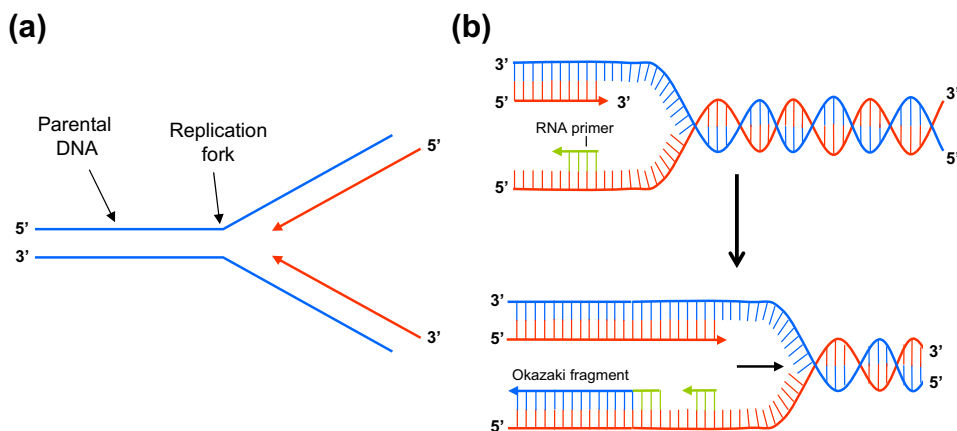 (a)
Parental
DNA
Replication
fork
5’
5’
3’
3’
(b)
3’
5’
3’
RNA primer
5’
3’
5’
3’
5’
Okazaki fragment
5’
3’
5’